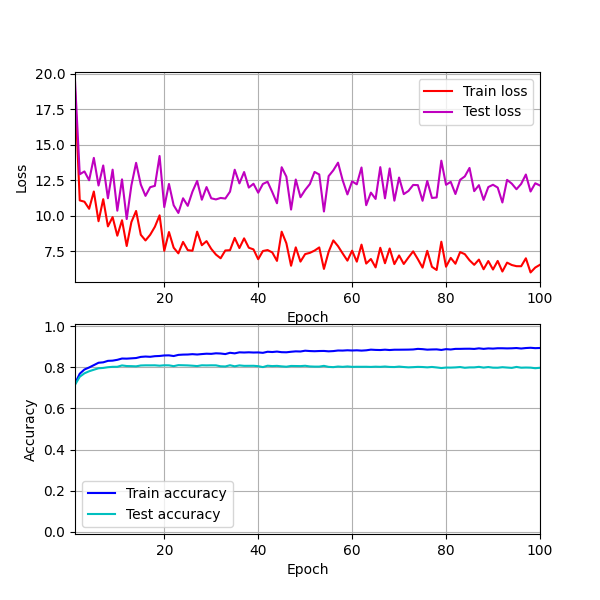 20.0
17.5
15.0
12.5
10.0
7.5
Loss
Train loss
Test loss
20 40 60 80 100
Epoch
1.0
0.8
0.6
0.4
0.2
0.0
Accuracy
Train accuracy
Test accuracy
20 40 60 80 100
Epoch